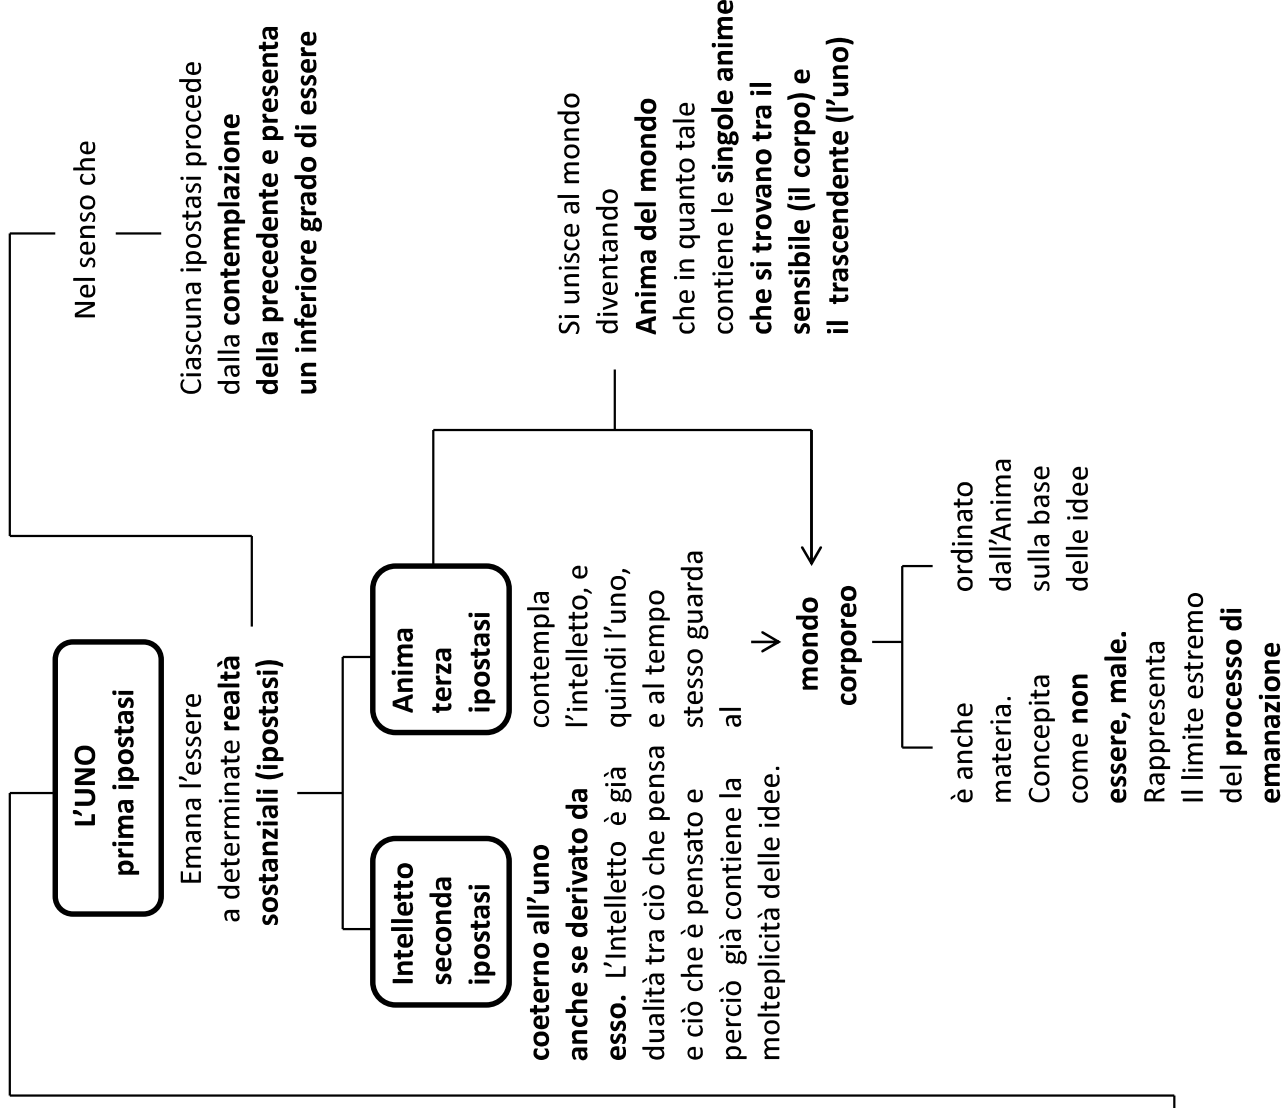 L’UNO
prima ipostasi
Emana l’essere
a determinate realtà
sostanziali (ipostasi)
Nel senso che
Ciascuna ipostasi procede
dalla contemplazione
della precedente e presenta
un inferiore grado di essere
Intelletto
seconda
ipostasi
coeterno all’uno
anche se derivato da
esso. L’Intelletto è già
dualità tra ciò che pensa
e ciò che è pensato e
perciò già contiene la
molteplicità delle idee.
Anima
terza
ipostasi
contempla
l’intelletto, e
quindi l’uno,
e al tempo
stesso guarda
al
Si unisce al mondo
diventando
Anima del mondo
che in quanto tale
contiene le singole anime
che si trovano tra il
sensibile (il corpo) e
il trascendente (l’uno)
mondo
corporeo
è anche
materia.
Concepita
come non
essere, male.
Rappresenta
Il limite estremo
del processo di
emanazione
ordinato
dall’Anima
sulla base
delle idee